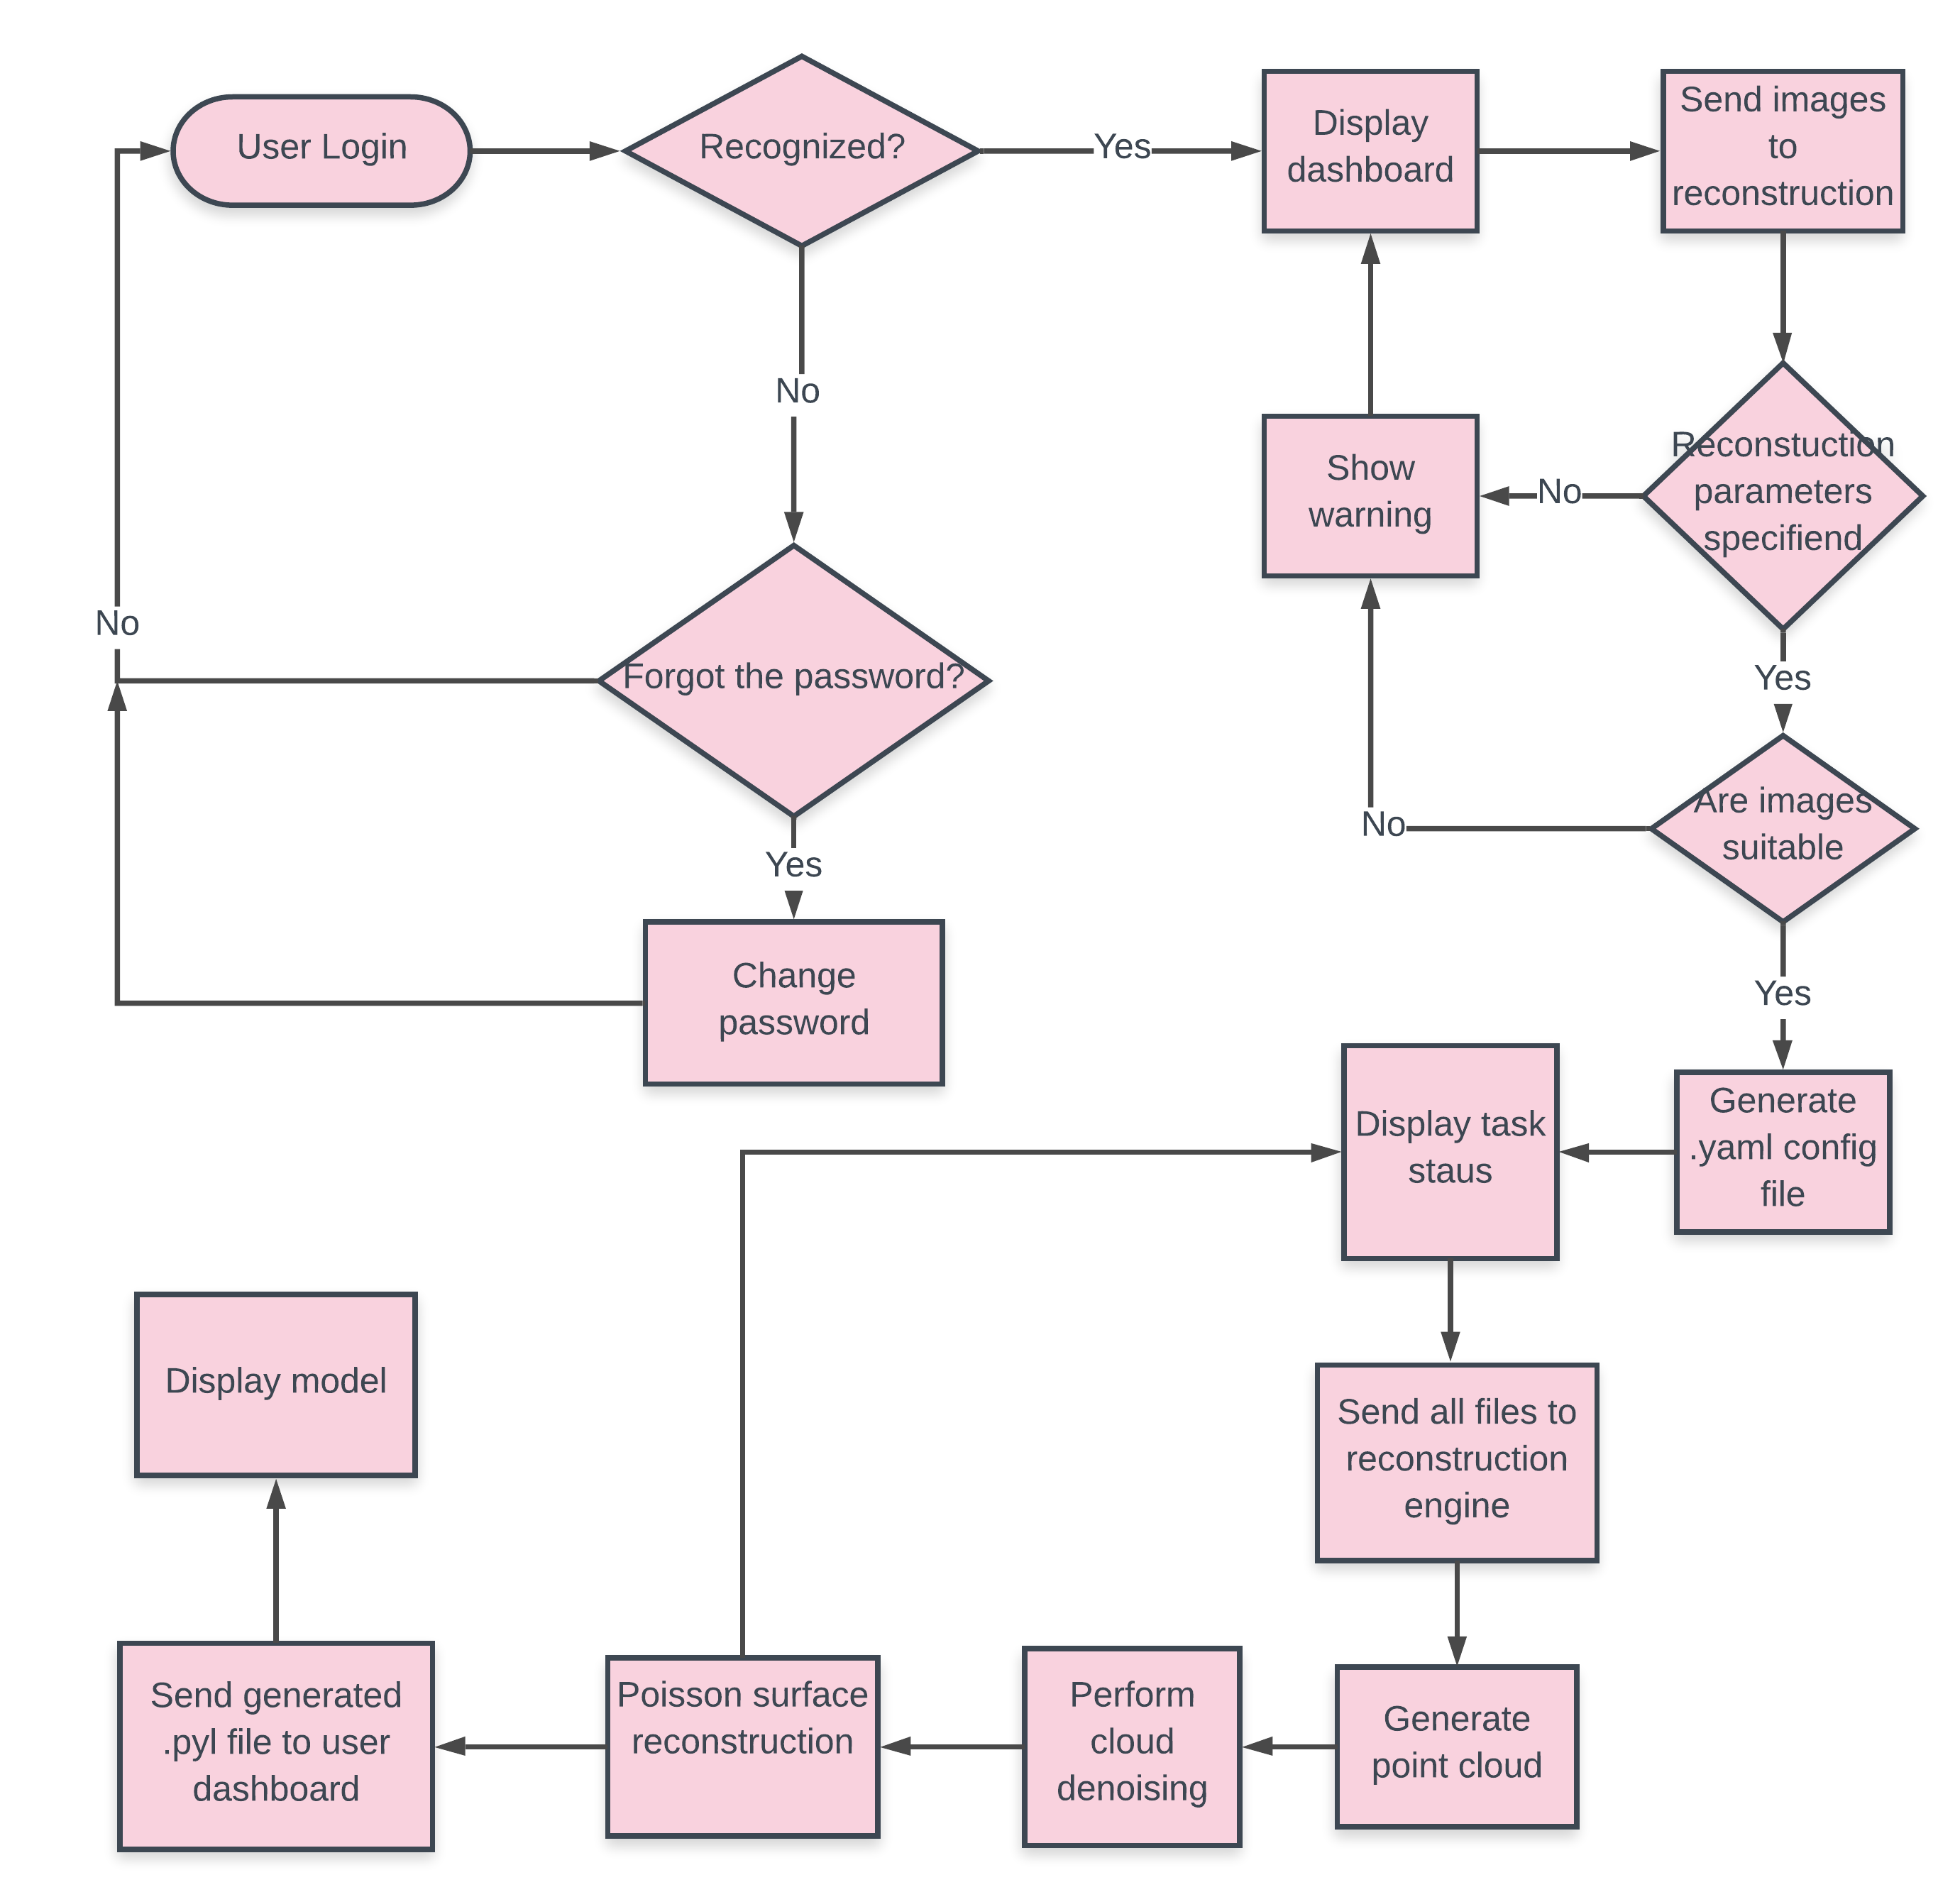 User Login
Recognized?
Yes
Display
dashboard
Send images
to
reconstruction
No
Show
warning
No
Reconstuction
parameters
specifiend
No
Forgot the password?
Yes
Are images
suitable
No
Yes
Change
password
Yes
Display task
staus
Generate
.yaml config
file
Display model
Send all files to
reconstruction
engine
Send generated
.pyl file to user
dashboard
Poisson surface
reconstruction
Perform
cloud
denoising
Generate
point cloud